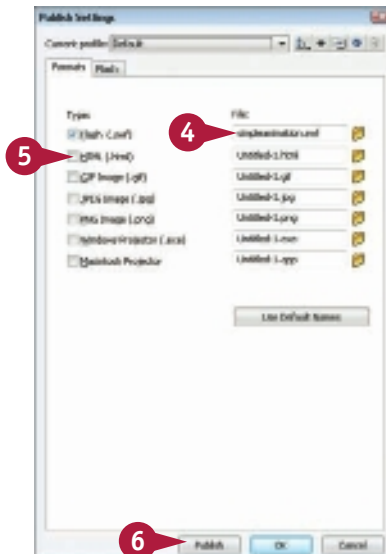 Publish Settings
Current profile: Default
Formats Flash
Type: File:
4
Flash (.swf) simpleanimation.swf
5
HTML (.html) Untitled-1.html
GIF Image (.gif) Untitled-1.gif
JPEG Image (.jpg) Untitled-1.jpg
PNG Image (.png) Untitled-1.png
Windows Projector (.exe) Untitled-1.exe
Macintosh Projector Untitled-1.app
Use Default Names
6
Publish OK Cancel